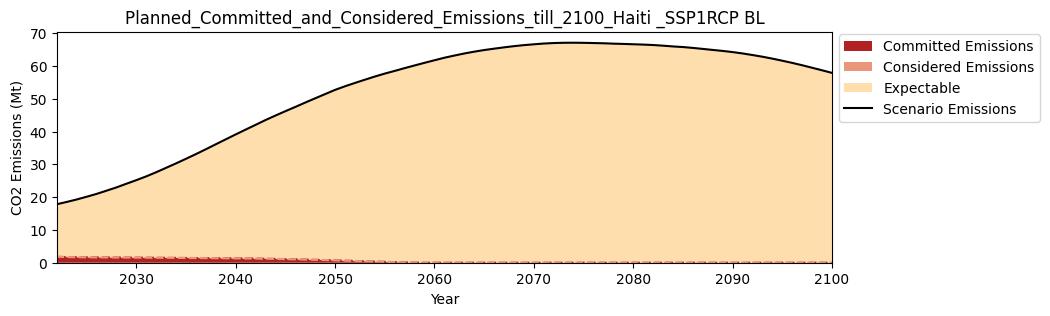 Planned_Committed_and_Considered_Emissions_till_2100_Haiti _SSP1RCP BL
CO2 Emissions (Mt)
70
60
50
40
30
20
10
0
2030 2040 2050 2060 2070 2080 2090 2100
Year
Committed Emissions
Considered Emissions
Expectable
Scenario Emissions